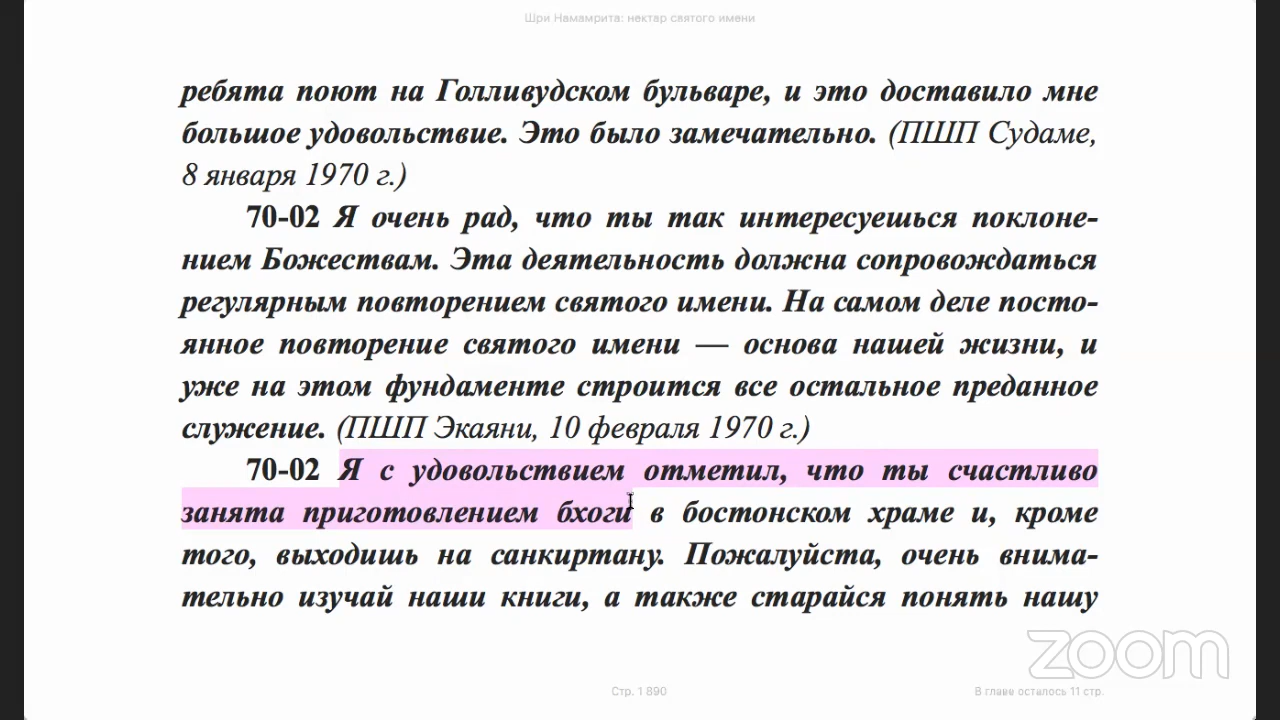 Шри Намамрита: нектар святого имени
ребята поют на Голливудском бульваре, и это доставило мне
большое удовольствие. Это было замечательно. (ПШП Судаме,
8 января 1970 г.)
70-02 Я очень рад, что ты так интересуешься поклоне-
нием Божествам. Эта деятельность должна сопровождаться
регулярным повторением святого имени. На самом деле посто-
янное повторение святого имени — основа нашей жизни, и
уже на этом фундаменте строится все остальное преданное
служение. (ПШП Экаяни, 10 февраля 1970 г.)
70-02 Я с удовольствием отметил, что ты счастливо
занята приготовлением бхоги в бостонском храме и, кроме
того, выходишь на санкиртану. Пожалуйста, очень внима-
тельно изучай наши книги, а также старайся понять нашу
zoom
Стр. 1 890
В главе осталось 11 стр.